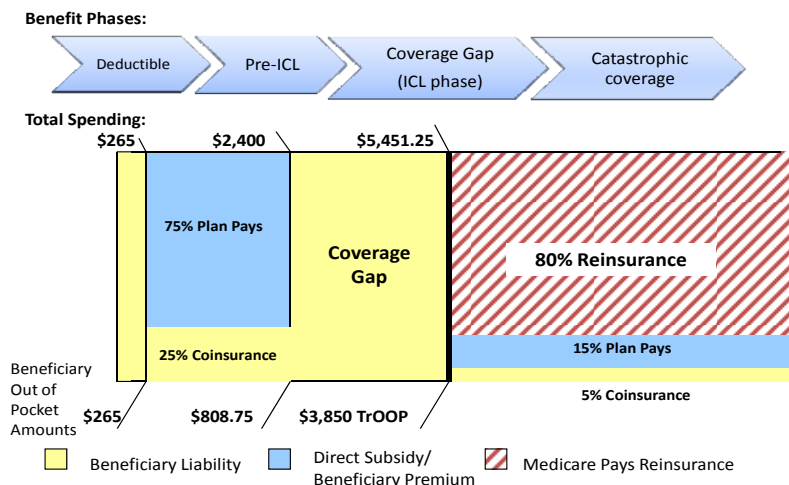 Benefit Phases:
Deductible
Pre-ICL
Coverage Gap
(ICL phase)
Catastrophic
coverage
Total Spending:
$265
$2,400
$5,451.25
75% Plan Pays
Coverage
Gap
80% Reinsurance
25% Coinsurance
15% Plan Pays
5% Coinsurance
Beneficiary
Out of
Pocket
Amounts
$265
$808.75
$3,850 TrOOP
Beneficiary Liability
Direct Subsidy/
Beneficiary Premium
Medicare Pays Reinsurance